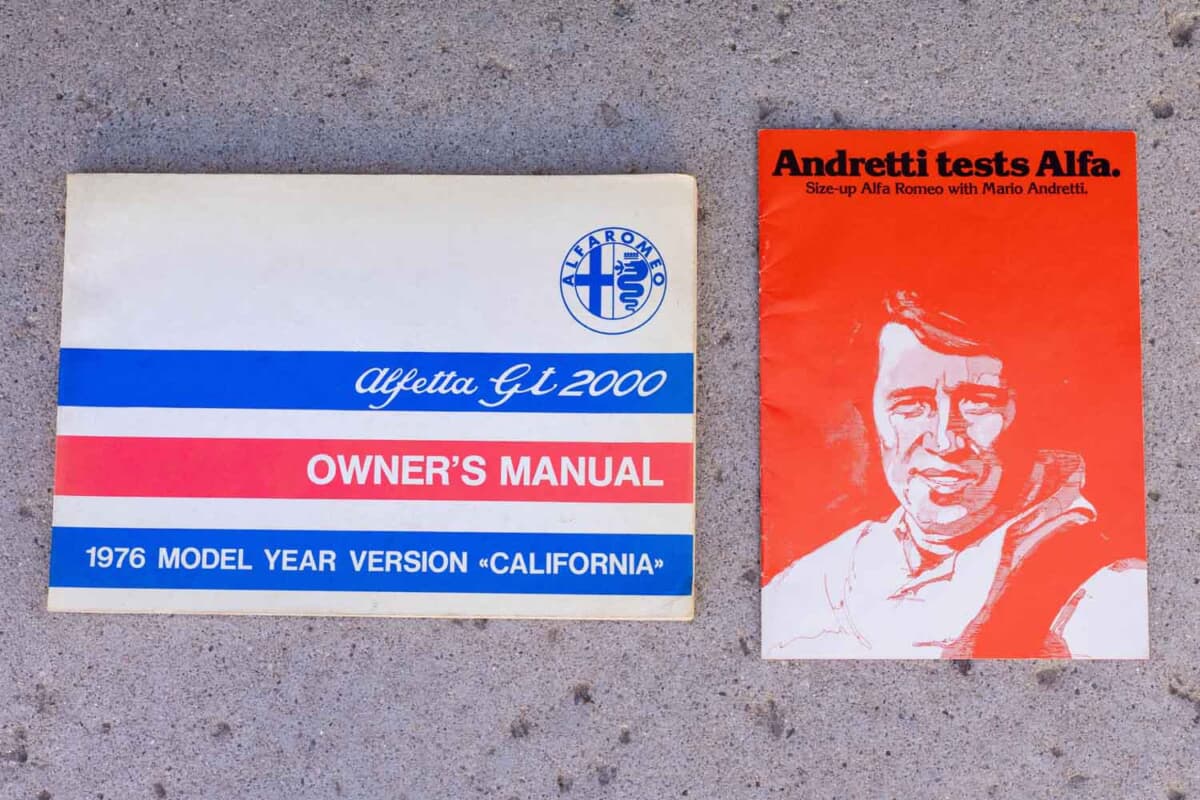 ALFA ROMEO
Alfetta Gt 2000
OWNER'S MANUAL
1976 MODEL YEAR VERSION «CALIFORNIA»
Andretti tests Alfa.
Size-up Alfa Romeo with Mario Andretti.